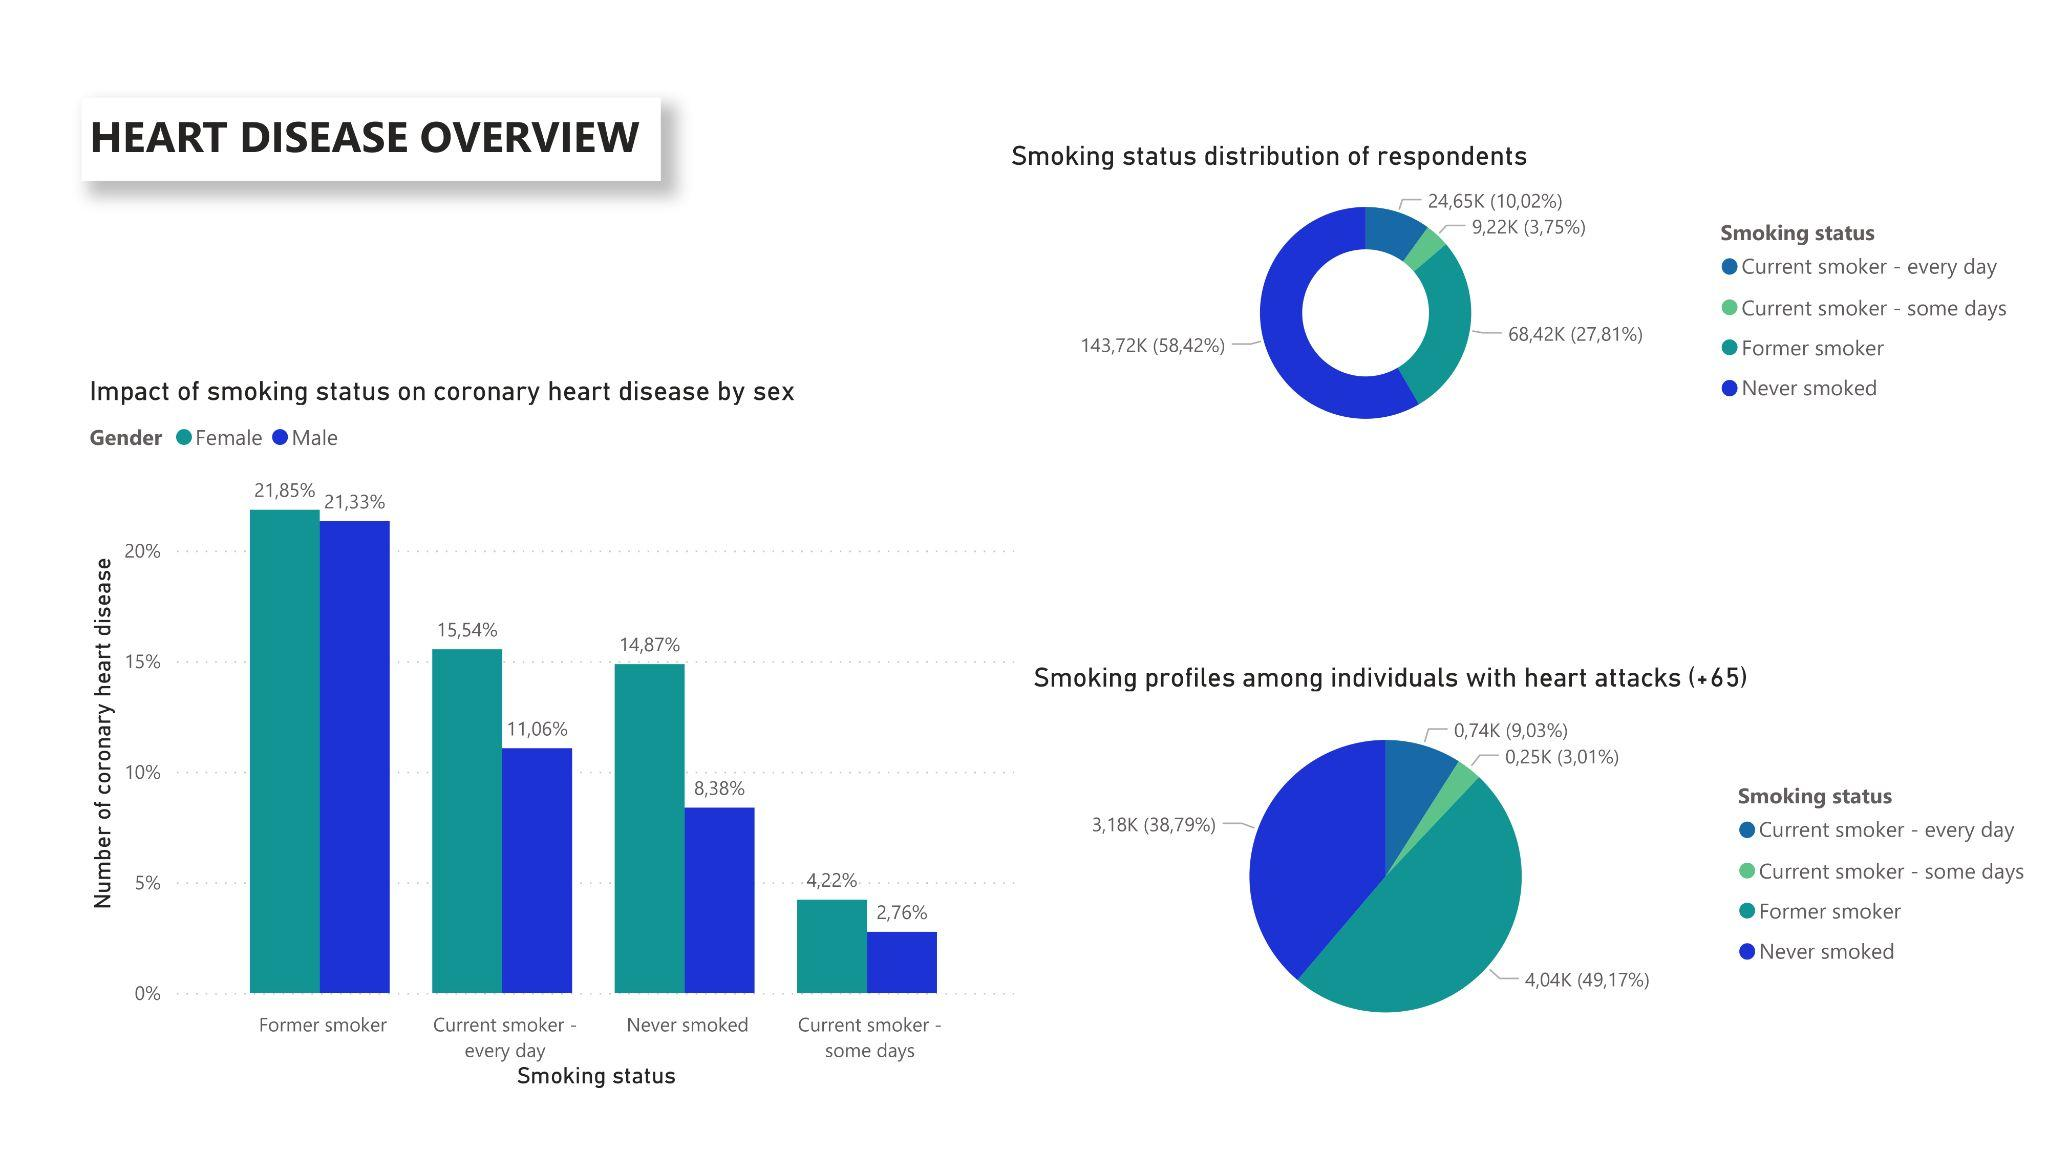 HEART DISEASE OVERVIEW
Impact of smoking status on coronary heart disease by sex
Gender Female Male
21,85%
21,33%
15,54%
11,06%
14,87%
8,38%
4,22%
2,76%
20%
15%
10%
5%
0%
Number of coronary heart disease
Former smoker
Current smoker -
every day
Never smoked
Current smoker -
some days
Smoking status
Smoking status distribution of respondents
24,65K (10,02%)
9,22K (3,75%)
68,42K (27,81%)
143,72K (58,42%)
Smoking status
Current smoker - every day
Current smoker - some days
Former smoker
Never smoked
Smoking profiles among individuals with heart attacks (+65)
0,74K (9,03%)
0,25K (3,01%)
3,18K (38,79%)
4,04K (49,17%)
Smoking status
Current smoker - every day
Current smoker - some days
Former smoker
Never smoked